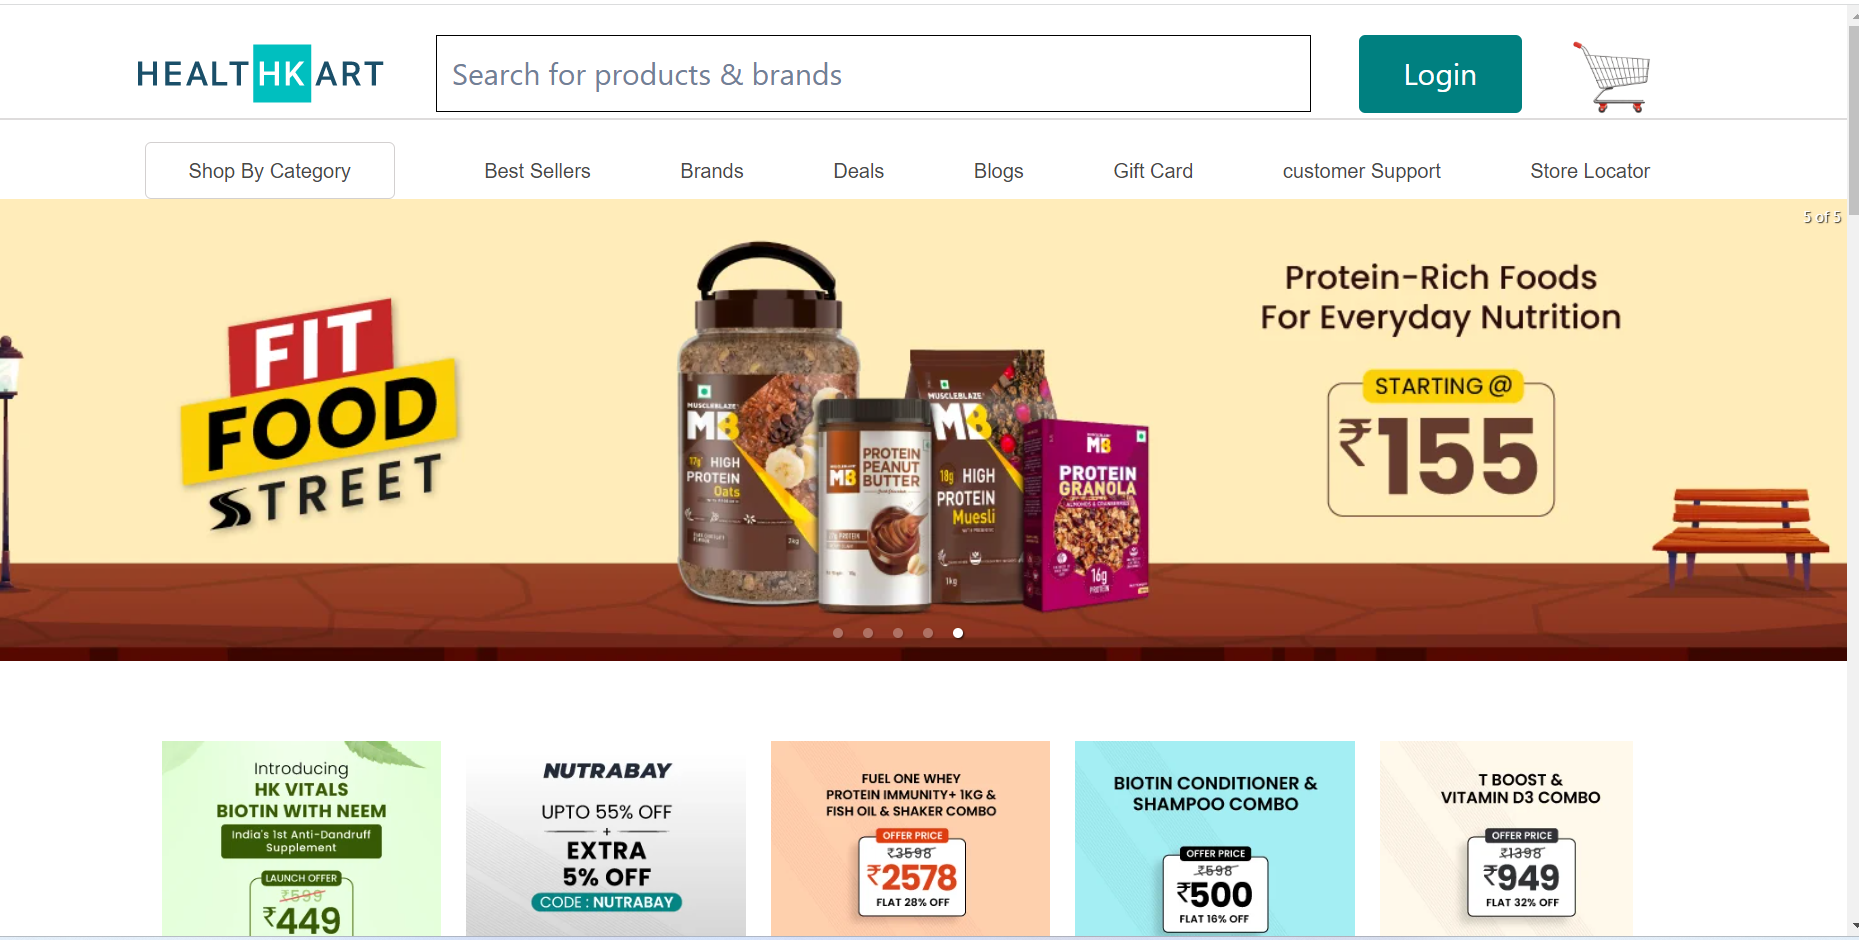 HEALTHKART
Search for products & brands
Login
Shop By Category
Best Sellers
Brands
Deals
Blogs
Gift Card
customer Support
Store Locator
5 of 5
FIT
FOOD
STREET
MUSCLEBLAZE
MB
17g
HIGH
PROTEIN
Oats
2kg
MUSCLEBLAZE
MB
PROTEIN
PEANUT
BUTTER
MUSCLEBLAZE
MB
18g HIGH
PROTEIN
Muesli
1kg
MUSCLEBLAZE
MB
PROTEIN
GRANOLA
ALMONDS & CRANBERRIES
16g
PROTEIN
Protein-Rich Foods
For Everyday Nutrition
STARTING @
₹155
Introducing
HK VITALS
BIOTIN WITH NEEM
India's 1st Anti-Dandruff
Supplement
LAUNCH OFFER
₹599
₹449
NUTRABAY
UPTO 55% OFF
+
EXTRA
5% OFF
CODE : NUTRABAY
FUEL ONE WHEY
PROTEIN IMMUNITY+ 1KG &
FISH OIL & SHAKER COMBO
OFFER PRICE
₹3598
₹2578
FLAT 28% OFF
BIOTIN CONDITIONER &
SHAMPOO COMBO
OFFER PRICE
₹598
₹500
FLAT 16% OFF
T BOOST &
VITAMIN D3 COMBO
OFFER PRICE
₹1398
₹949
FLAT 32% OFF